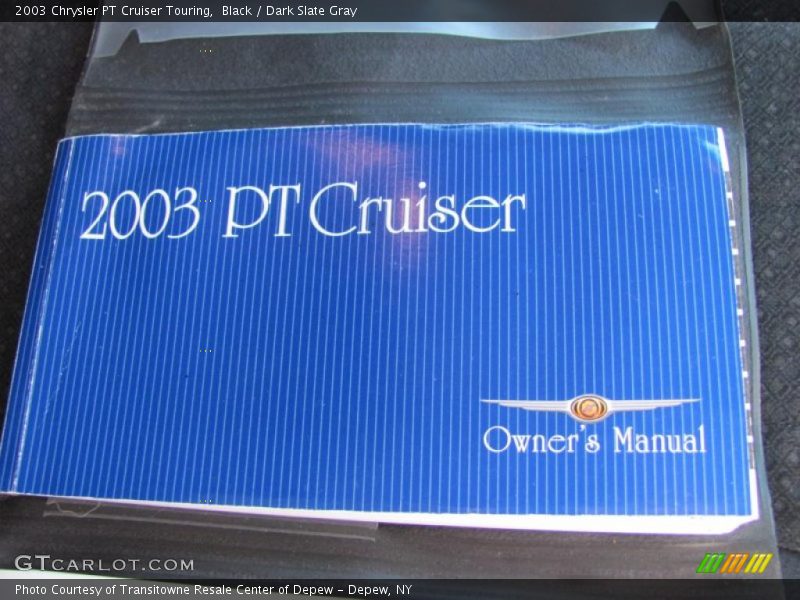 2003 Chrysler PT Cruiser Touring,  Black / Dark Slate Gray
2003 PT Cruiser
Owner's Manual
GTCARLOT.COM
Photo Courtesy of Transitowne Resale Center of Depew - Depew, NY